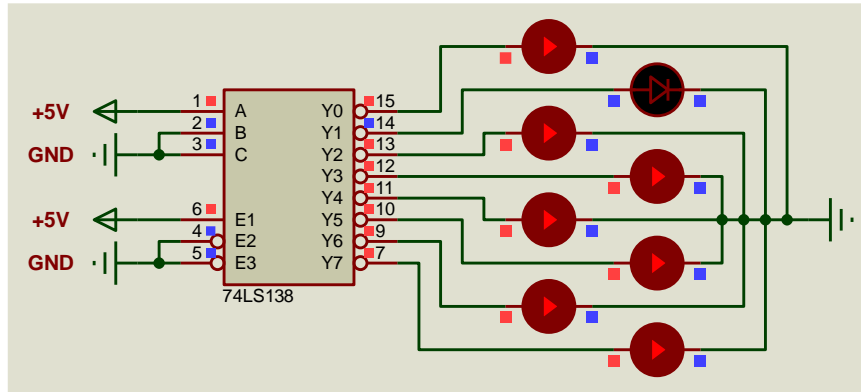 +5V 1 A Y0 15
2 B Y1 14
GND 3 C Y2 13
Y3 12
Y4 11
+5V 6 E1 Y5 10
4 E2 Y6 9
GND 5 E3 Y7 7
74LS138